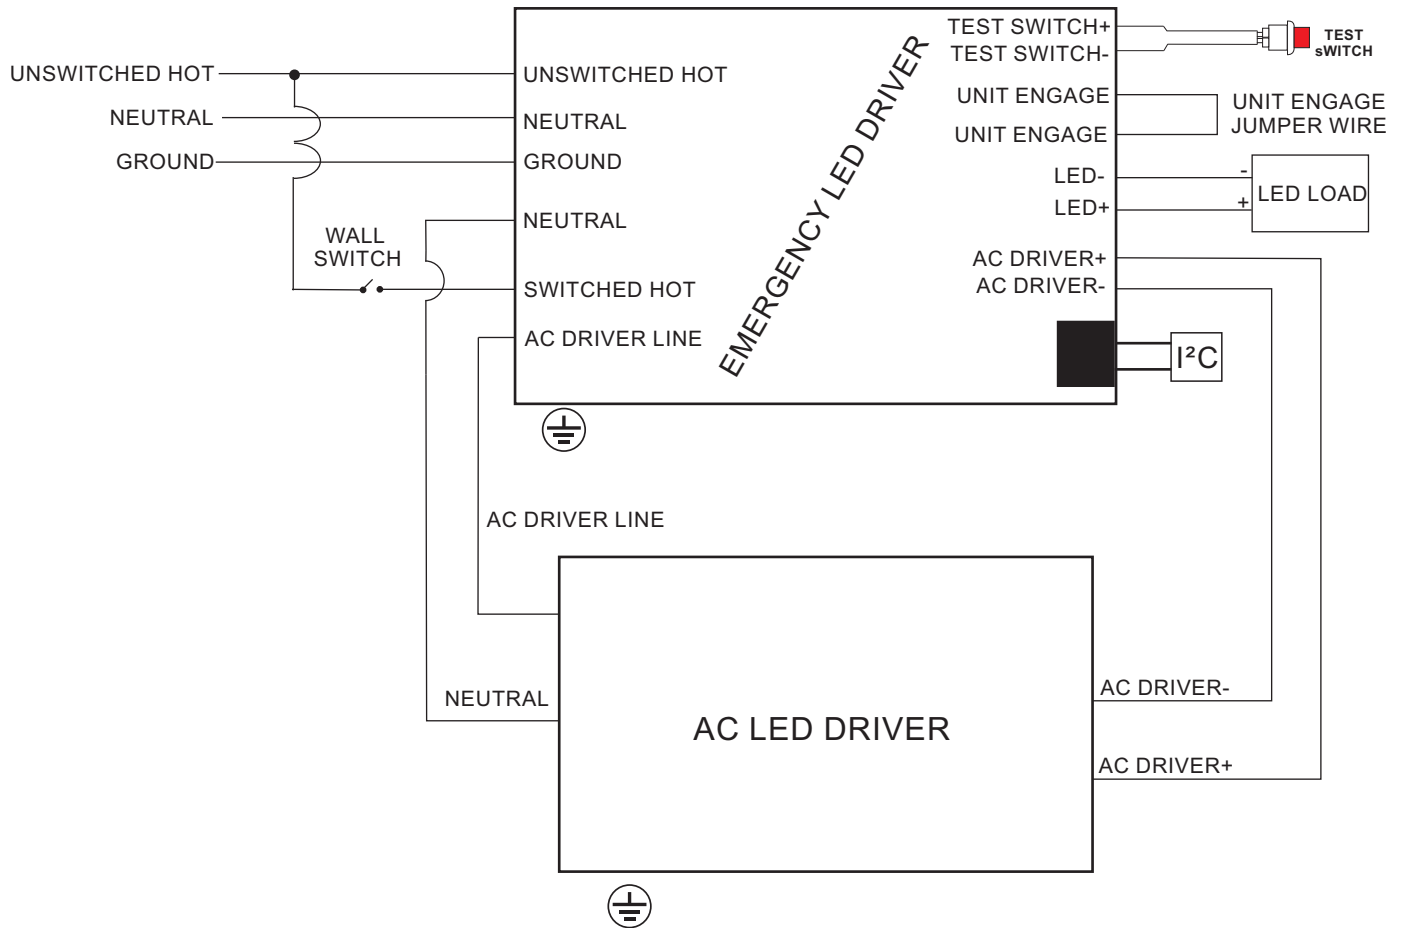 UNSWITCHED HOT
NEUTRAL
GROUND
WALL
SWITCH
UNSWITCHED HOT
NEUTRAL
GROUND
NEUTRAL
SWITCHED HOT
AC DRIVER LINE
EMERGENCY LED DRIVER
TEST SWITCH+
TEST SWITCH-
UNIT ENGAGE
UNIT ENGAGE
LED-
LED+
AC DRIVER+
AC DRIVER-
TEST
sWITCH
UNIT ENGAGE
JUMPER WIRE
-
+
LED LOAD
I²C
AC DRIVER LINE
NEUTRAL
AC LED DRIVER
AC DRIVER-
AC DRIVER+